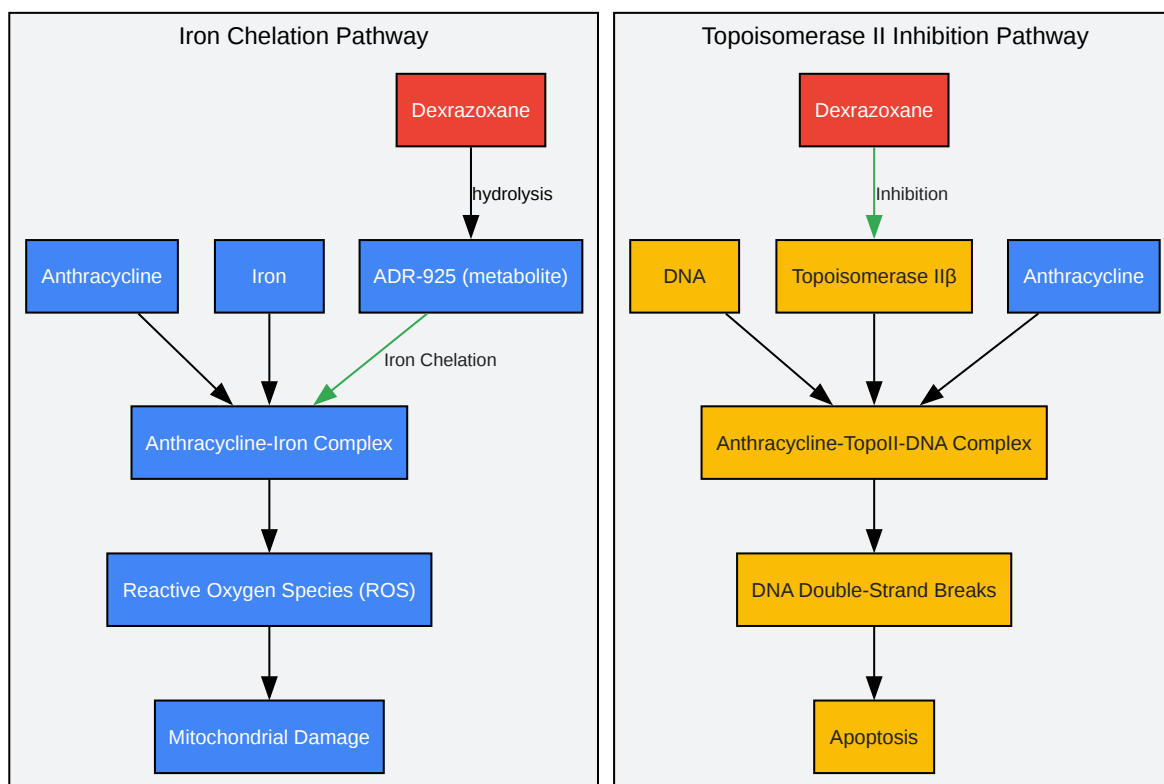 Iron Chelation Pathway
Dexrazoxane
hydrolysis
Anthracycline
Iron
ADR-925 (metabolite)
Iron Chelation
Anthracycline-Iron Complex
Reactive Oxygen Species (ROS)
Mitochondrial Damage
Topoisomerase II Inhibition Pathway
Dexrazoxane
Inhibition
DNA
Topoisomerase IIβ
Anthracycline
Anthracycline-TopoII-DNA Complex
DNA Double-Strand Breaks
Apoptosis